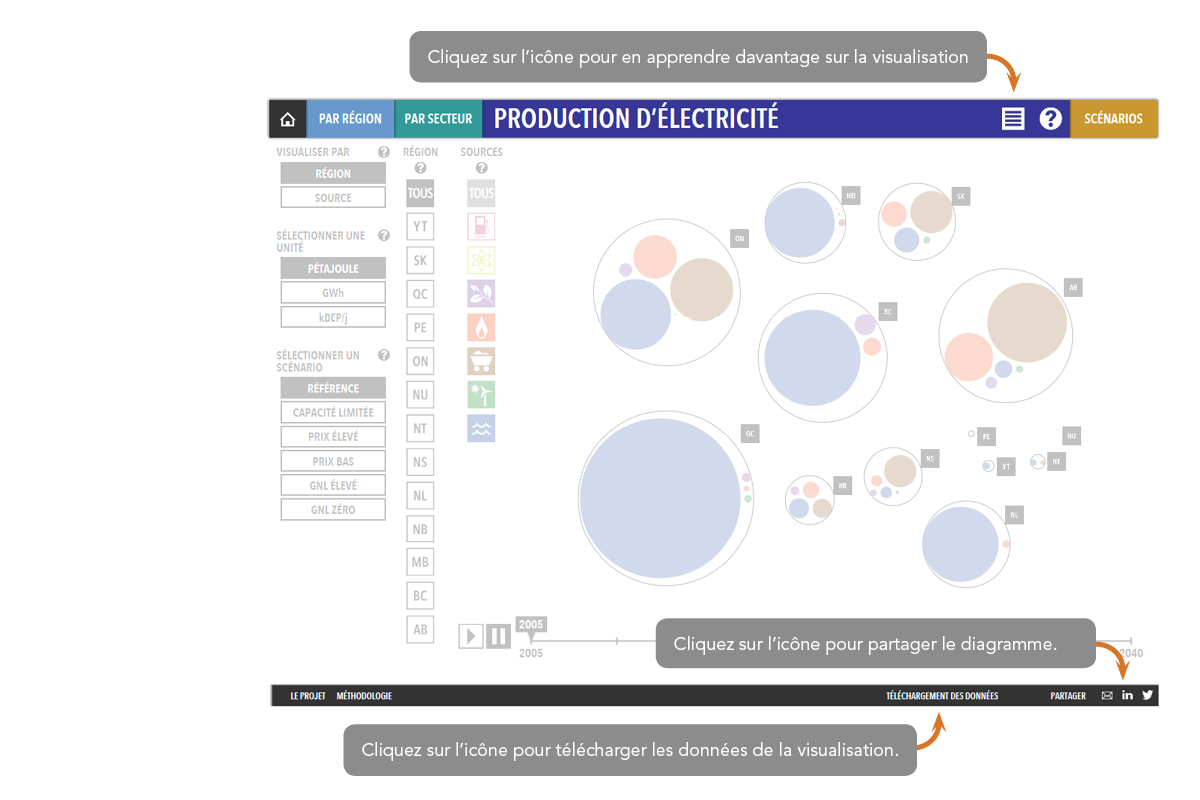 Cliquez sur l'icône pour en apprendre davantage sur la visualisation
PAR RÉGION
PAR SECTEUR
PRODUCTION D'ÉLECTRICITÉ
?
SCÉNARIOS
VISUALISER PAR ?
RÉGION
SOURCE
SÉLECTIONNER UNE
UNITÉ ?
PÉTAJOULE
GWh
kBEP/j
SÉLECTIONNER UN
SCÉNARIO ?
RÉFÉRENCE
CAPACITÉ LIMITÉE
PRIX ÉLEVÉ
PRIX BAS
GNL ÉLEVÉ
GNL ZÉRO
RÉGION
?
TOUS
YT
SK
QC
PE
ON
NU
NT
NS
NL
NB
MB
BC
AB
SOURCES
?
TOUS
MB
SK
ON
AB
BC
QC
PE
NU
YT
NT
NS
NB
NL
2005
2005
2040
Cliquez sur l'icône pour partager le diagramme.
LE PROJET
MÉTHODOLOGIE
TÉLÉCHARGEMENT DES DONNÉES
PARTAGER
in
Cliquez sur l'icône pour télécharger les données de la visualisation.